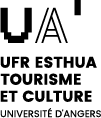 UA'
UFR ESTHUA
TOURISME
ET CULTURE
UNIVERSITÉ D'ANGERS